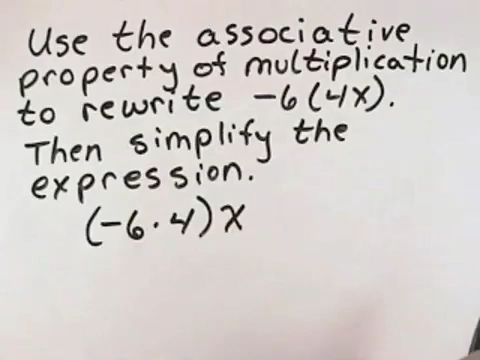 Use the associative
property of multiplication
to rewrite -6(4x).
Then simplify the
expression.
(-6·4)x